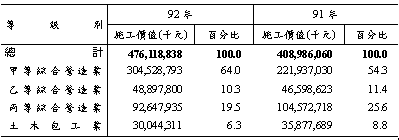 等 級 別 92年 91年
施工價值(千元) 百分比 施工價值(千元) 百分比
總 計 476,118,838 100.0 408,986,060 100.0
甲等綜合營造業 304,528,793 64.0 221,937,030 54.3
乙等綜合營造業 48,897,800 10.3 46,598,623 11.4
丙等綜合營造業 92,647,935 19.5 104,572,718 25.6
土木包工業 30,044,311 6.3 35,877,689 8.8